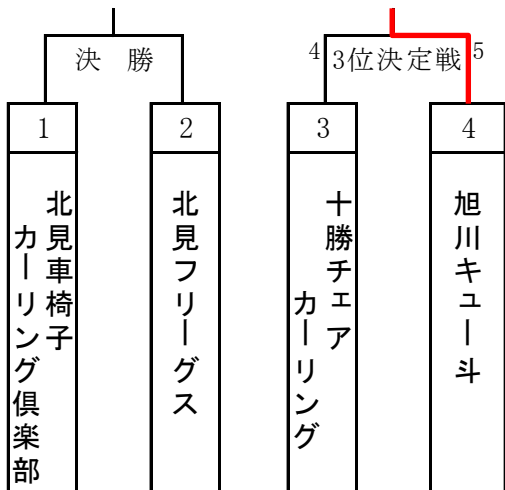 決 勝
4 3位決定戦 5
1
2
3
4
北見車椅子
カーリング倶楽部
北見フリーグス
十勝チェア
カーリング
旭川キュー斗